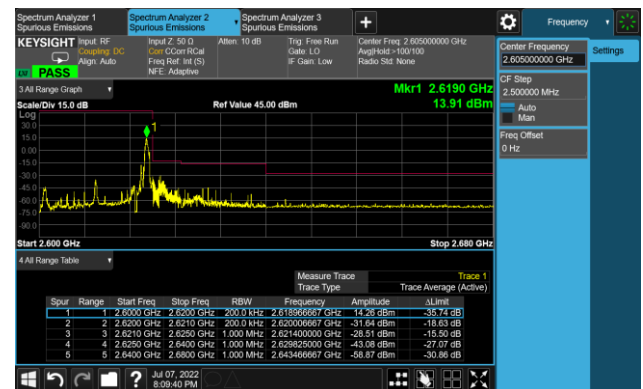 Spectrum Analyzer 1
Spurious Emissions
Spectrum Analyzer 2
Spurious Emissions
Spectrum Analyzer 3
Spurious Emissions
+
Frequency
KEYSIGHT
Input: RF
Coupling: DC
Align: Auto
Input Z: 50 Ω
Corr CCorr RCal
Freq Ref: Int (S)
NFE: Adaptive
Atten: 10 dB
Trig: Free Run
Gate: LO
IF Gain: Low
Center Freq: 2.605000000 GHz
Avg|Hold:>100/100
Radio Std: None
PASS
Center Frequency
2.605000000 GHz
Settings
CF Step
2.500000 MHz
Auto
Man
Freq Offset
0 Hz
3 All Range Graph
Mkr1 2.6190 GHz
13.91 dBm
Scale/Div 15.0 dB
Ref Value 45.00 dBm
Log
30.0
15.0
0.00
-15.0
-30.0
-45.0
-60.0
-75.0
-90.0
1
Start 2.600 GHz
Stop 2.680 GHz
4 All Range Table
Measure Trace Trace 1
Trace Type Trace Average (Active)
Spur Range Start Freq Stop Freq RBW Frequency Amplitude ΔLimit
1 1 2.6000 GHz 2.6200 GHz 200.0 kHz 2.618966667 GHz 14.26 dBm -35.74 dB
2 2 2.6200 GHz 2.6210 GHz 200.0 kHz 2.620006667 GHz -31.64 dBm -18.63 dB
3 3 2.6210 GHz 2.6250 GHz 1.000 MHz 2.621400000 GHz -28.51 dBm -15.50 dB
4 4 2.6250 GHz 2.6400 GHz 1.000 MHz 2.629825000 GHz -43.08 dBm -27.07 dB
5 5 2.6400 GHz 2.6800 GHz 1.000 MHz 2.643466667 GHz -58.87 dBm -30.86 dB
?
Jul 07, 2022
8:09:40 PM